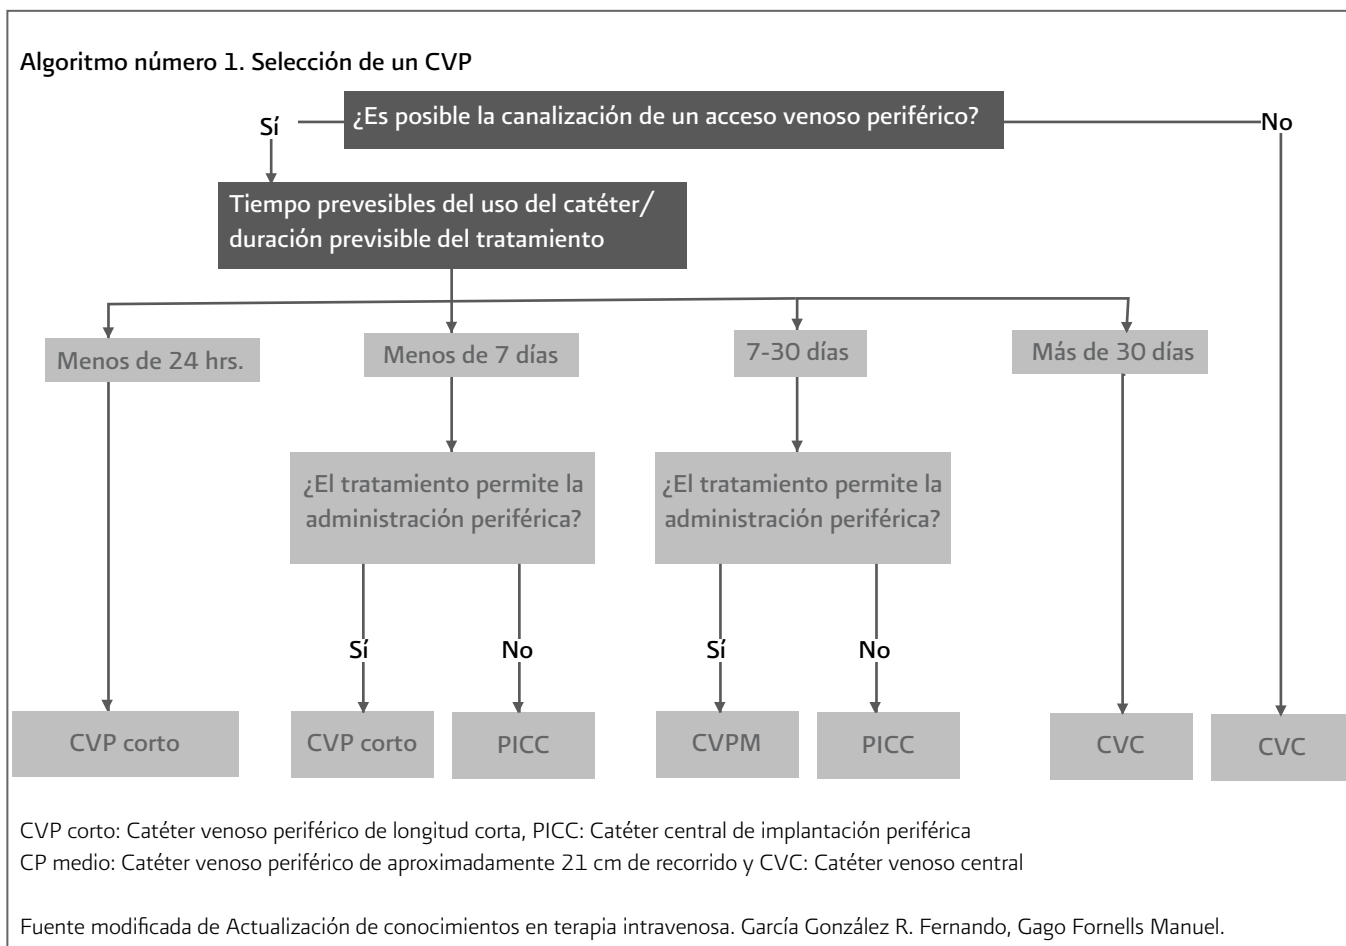 Algoritmo número 1. Selección de un CVP
¿Es posible la canalización de un acceso venoso periférico?
Sí
No
Tiempo prevesibles del uso del catéter/
duración previsible del tratamiento
Menos de 24 hrs.
Menos de 7 días
7-30 días
Más de 30 días
¿El tratamiento permite la
administración periférica?
¿El tratamiento permite la
administración periférica?
Sí
No
Sí
No
CVP corto
CVP corto
PICC
CVPM
PICC
CVC
CVC
CVP corto: Catéter venoso periférico de longitud corta, PICC: Catéter central de implantación periférica
CP medio: Catéter venoso periférico de aproximadamente 21 cm de recorrido y CVC: Catéter venoso central
Fuente modificada de Actualización de conocimientos en terapia intravenosa. García González R. Fernando, Gago Fornells Manuel.